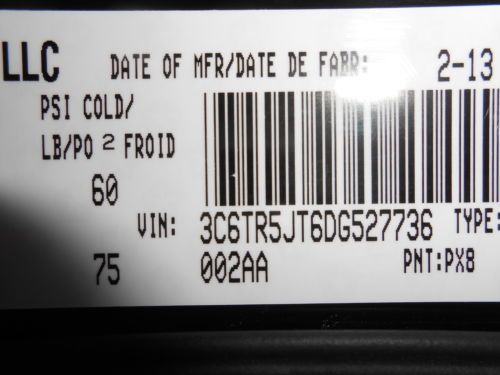 LLC DATE OF MFR/DATE DE FABR: 2-13
PSI COLD/
LB/PO 2 FROID
60
VIN: 3C6TR5JT6DG527736 TYPE:
75 002AA PNT:PX8